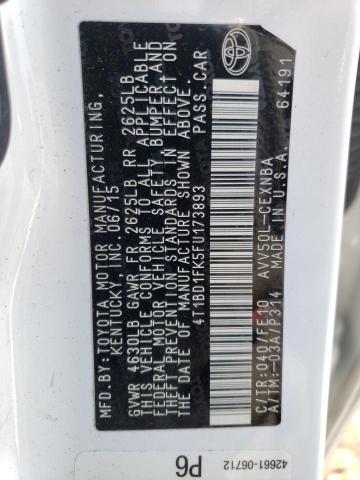 MFD. BY: TOYOTA MOTOR MANUFACTURING,
KENTUCKY, INC. 06/15
GVWR 4630LB GAWR FR 2625LB RR 2625LB
THIS VEHICLE CONFORMS TO ALL APPLICABLE
FEDERAL MOTOR VEHICLE SAFETY, BUMPER, AND
THEFT PREVENTION STANDARDS IN EFFECT ON
THE DATE OF MANUFACTURE SHOWN ABOVE.
4T1BD1FK5FU173893 PASS.CAR
C/TR:040/FE10 AVV50L-CEXNBA
A/TM:-03A/P314 MADE IN U.S.A. 64191
42661-06712
P6